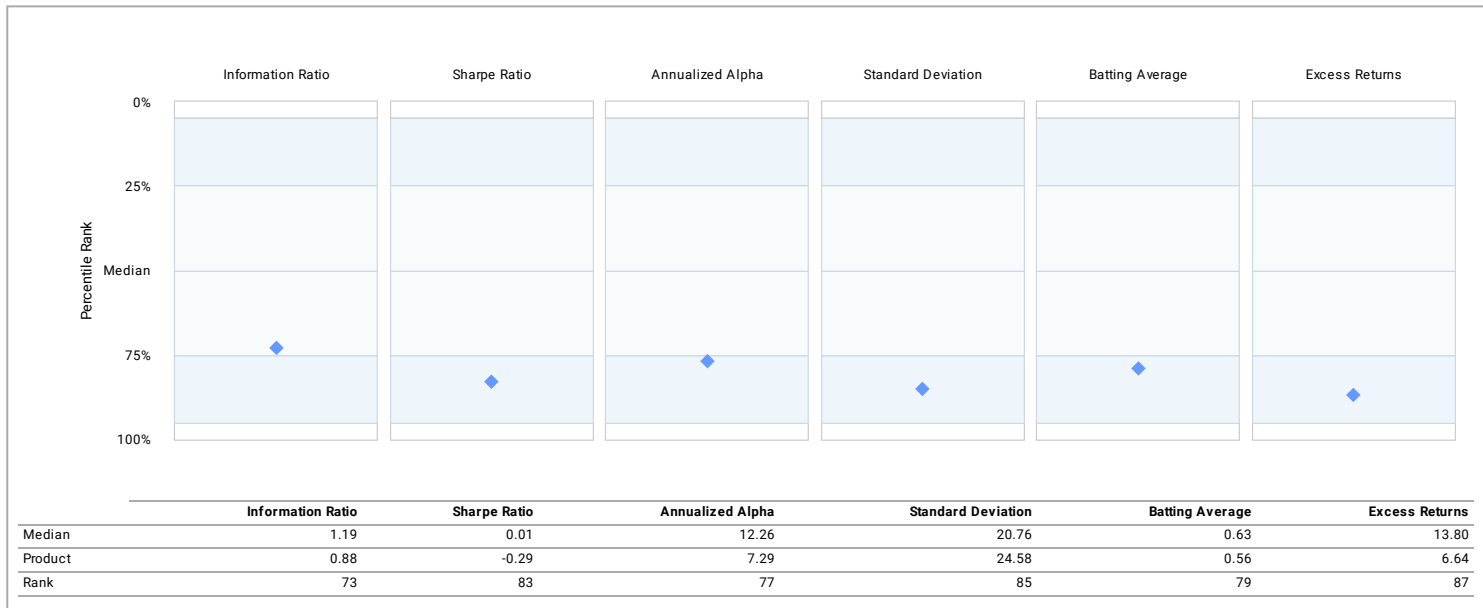 Information Ratio Sharpe Ratio Annualized Alpha Standard Deviation Batting Average Excess Returns
0%
25%
Median
75%
100%
Percentile Rank
Information Ratio Sharpe Ratio Annualized Alpha Standard Deviation Batting Average Excess Returns
Median 1.19 0.01 12.26 20.76 0.63 13.80
Product 0.88 -0.29 7.29 24.58 0.56 6.64
Rank 73 83 77 85 79 87